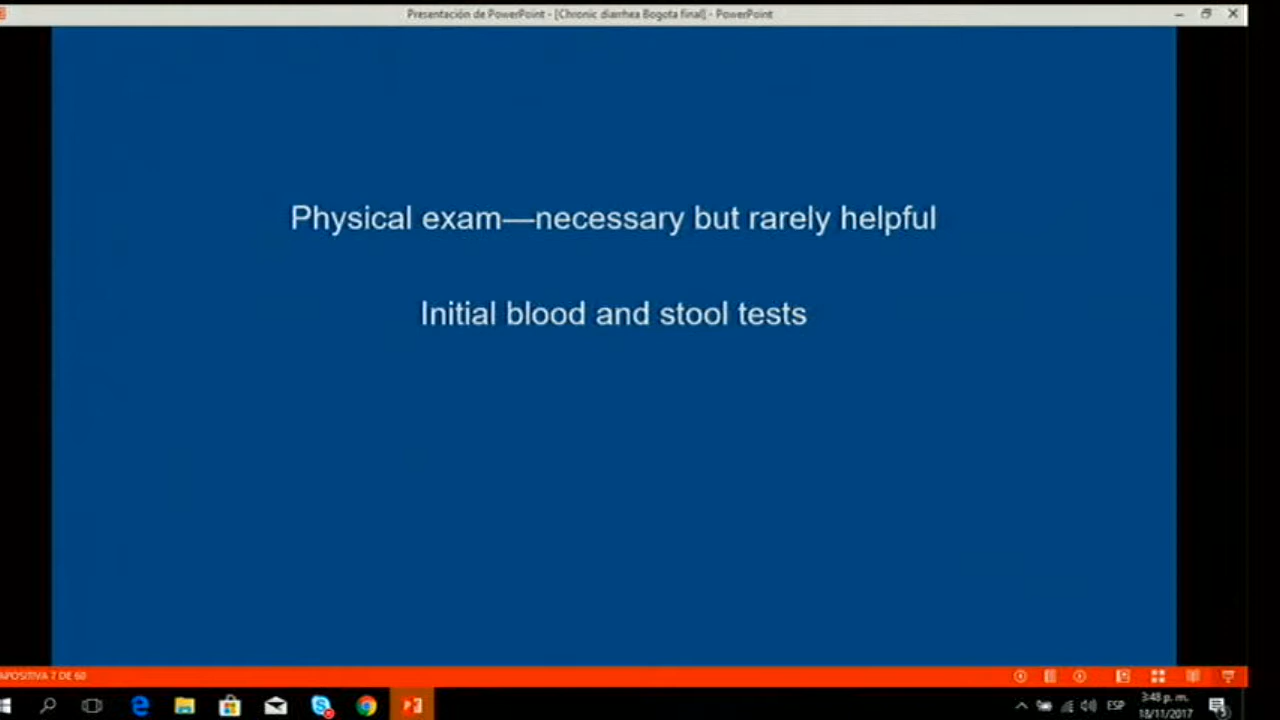 Presentación de PowerPoint - [Chronic diarrhea Bogota final] - PowerPoint
Physical exam—necessary but rarely helpful
Initial blood and stool tests
APOSITIVA 7 DE 60
ESP
3:48 p. m.
18/11/2017